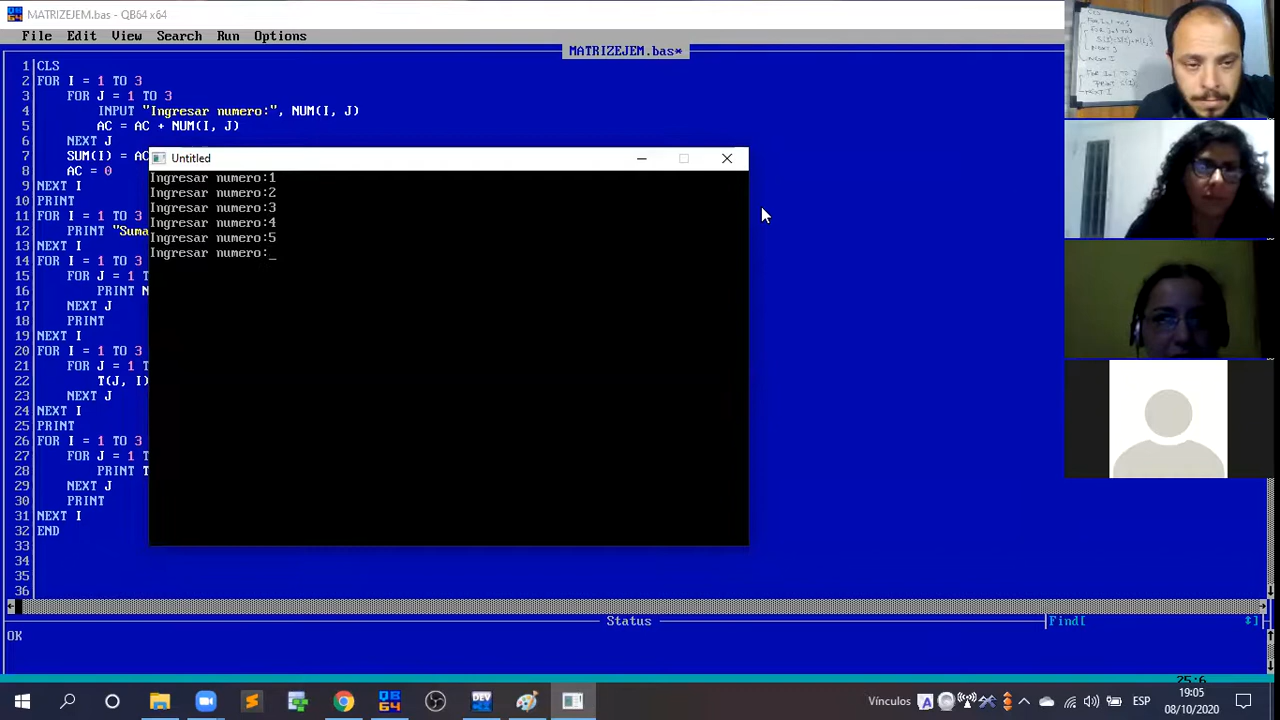 MATRIZEJEM.bas - QB64 x64
File Edit View Search Run Options
MATRIZEJEM.bas*
1 CLS
2 FOR I = 1 TO 3
3 FOR J = 1 TO 3
4 INPUT "Ingresar numero:", NUM(I, J)
5 AC = AC + NUM(I, J)
6 NEXT J
7 SUM(I) = AC
8 AC = 0
9 NEXT I
10 PRINT
11 FOR I = 1 TO 3
12 PRINT "Suma
13 NEXT I
14 FOR I = 1 TO 3
15 FOR J = 1 T
16 PRINT N
17 NEXT J
18 PRINT
19 NEXT I
20 FOR I = 1 TO 3
21 FOR J = 1 T
22 T(J, I)
23 NEXT J
24 NEXT I
25 PRINT
26 FOR I = 1 TO 3
27 FOR J = 1 T
28 PRINT T
29 NEXT J
30 PRINT
31 NEXT I
32 END
33
34
35
36
Untitled
Ingresar numero:1
Ingresar numero:2
Ingresar numero:3
Ingresar numero:4
Ingresar numero:5
Ingresar numero:_
Status
Find[
OK
25:6
QB64
DEV
Vínculos
ESP
19:05
08/10/2020